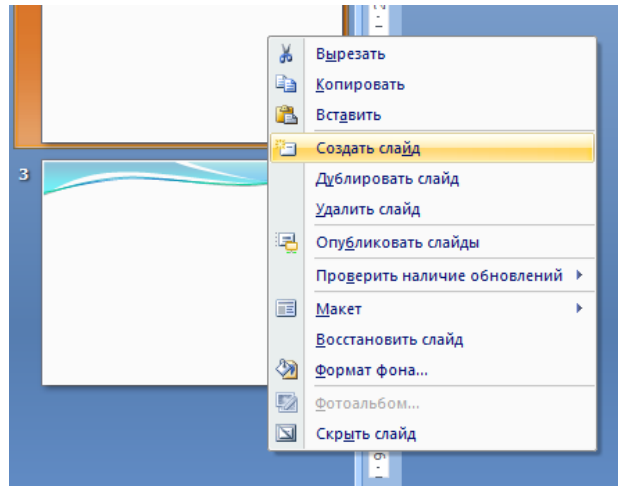 Вырезать
Копировать
Вставить
Создать слайд
3
Дублировать слайд
Удалить слайд
Опубликовать слайды
Проверить наличие обновлений
Макет
Восстановить слайд
Формат фона...
Фотоальбом...
Скрыть слайд